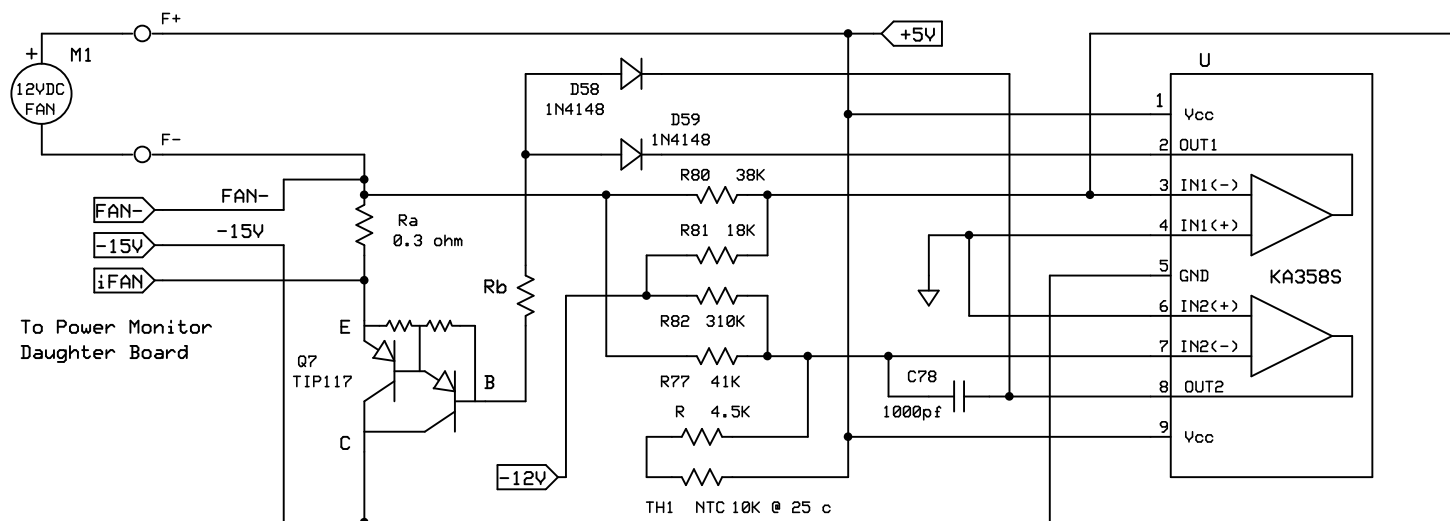 F+
+5V
+ M1
U
12VDC
FAN
D58
1N4148
1 Vcc
D59
1N4148
F-
2 OUT1
R80 38K
3 IN1(-)
FAN- FAN-
Ra
0.3 ohm
R81 18K
4 IN1(+)
-15V -15V
5 GND
KA358S
iFAN
Rb
6 IN2(+)
R82 310K
To Power Monitor
Daughter Board
E
7 IN2(-)
Q7
TIP117
B
R77 41K
C78
1000pf
8 OUT2
R 4.5K
C
9 Vcc
-12V
TH1 NTC 10K @ 25 c